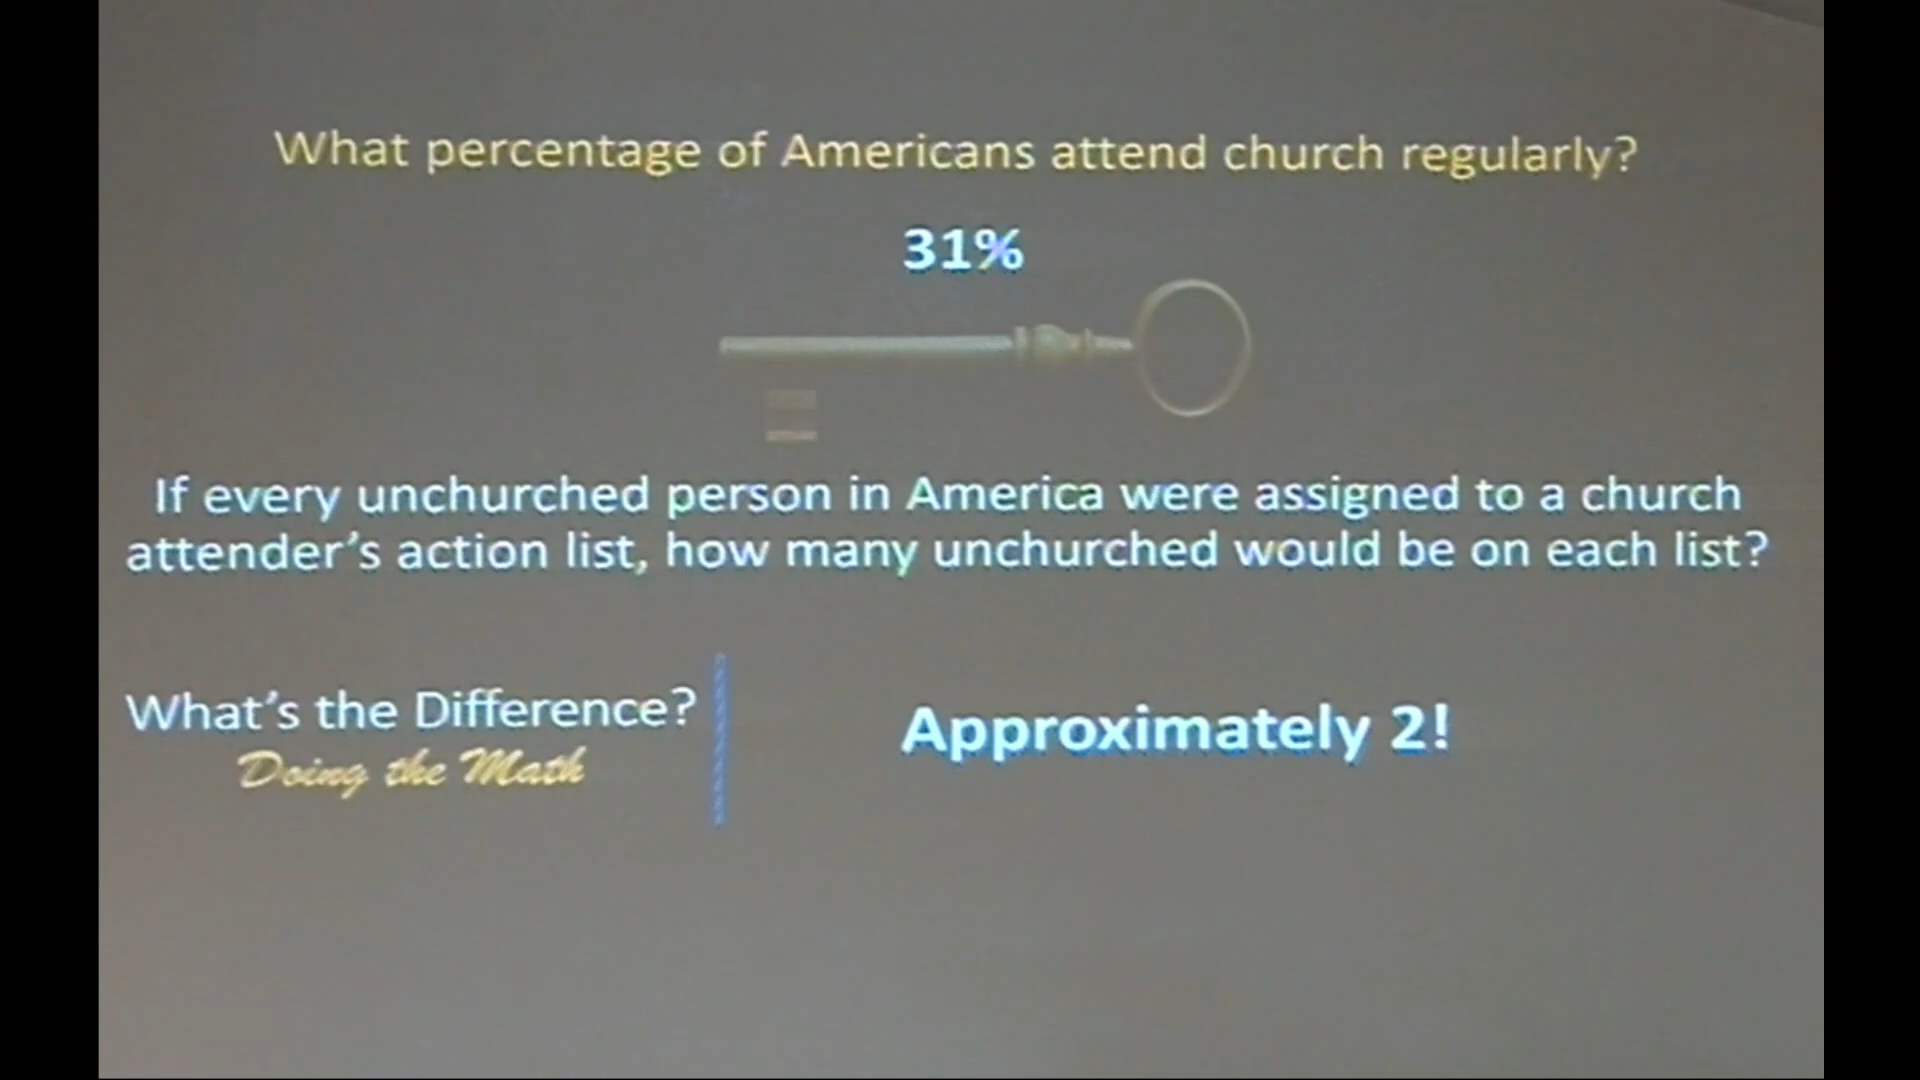 What percentage of Americans attend church regularly?
31%
If every unchurched person in America were assigned to a church
attender's action list, how many unchurched would be on each list?
What's the Difference?
Doing the Math
Approximately 2!